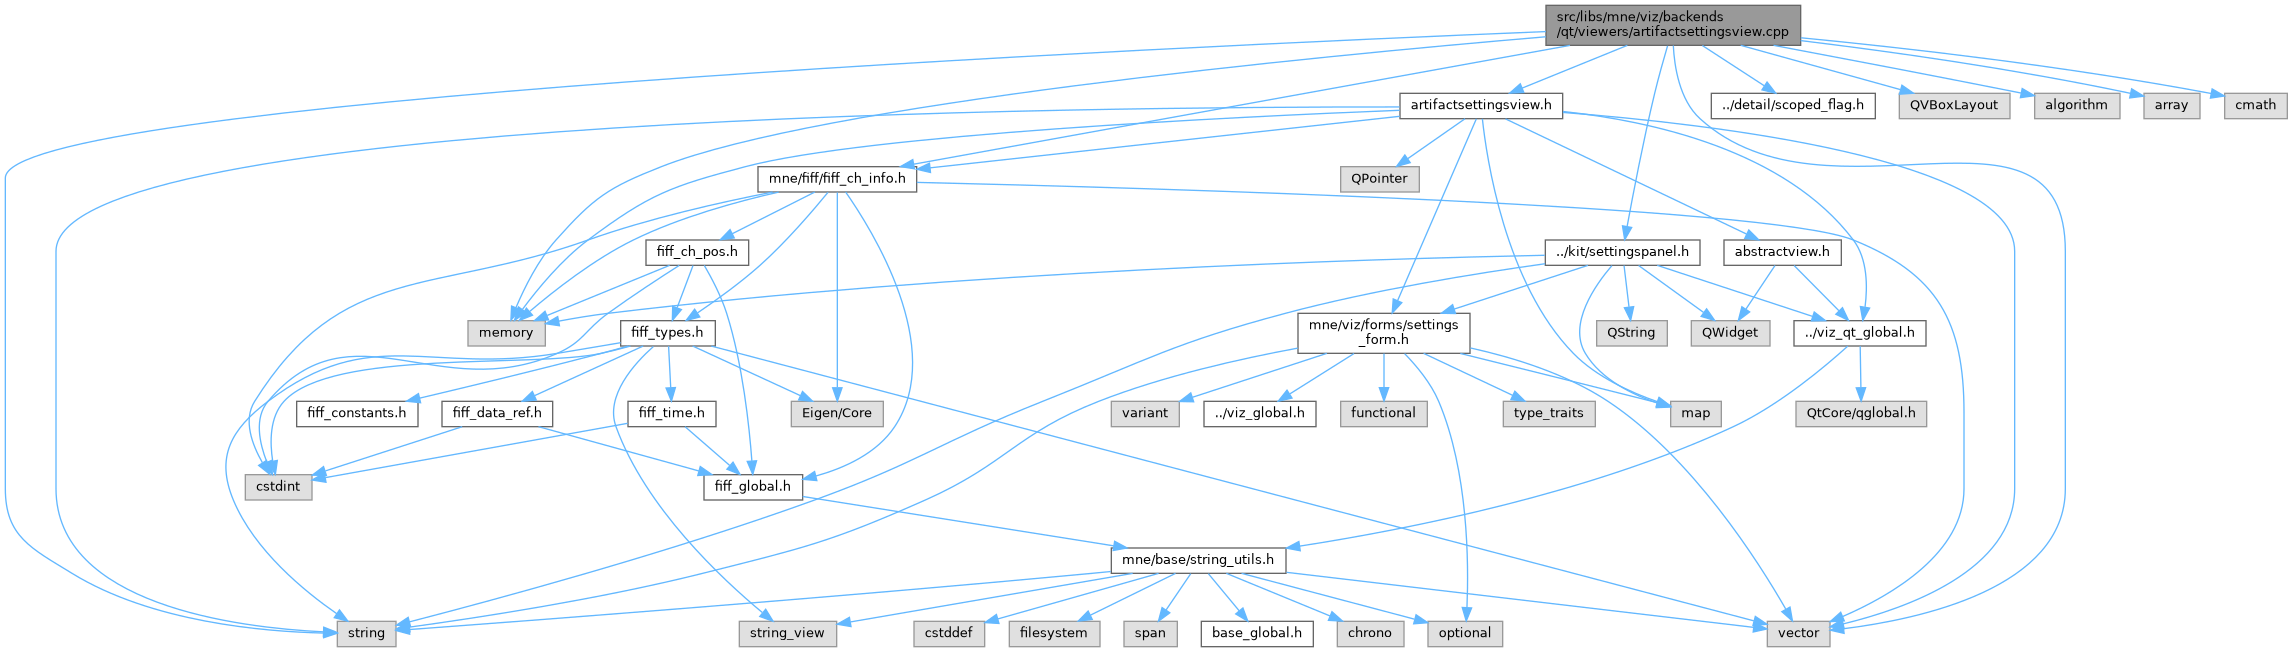 src/libs/mne/viz/backends
/qt/viewers/artifactsettingsview.cpp
artifactsettingsview.h
../detail/scoped_flag.h
QVBoxLayout
algorithm
array
cmath
mne/fiff/fiff_ch_info.h
QPointer
fiff_ch_pos.h
../kit/settingspanel.h
abstractview.h
memory
fiff_types.h
mne/viz/forms/settings
_form.h
QString
QWidget
../viz_qt_global.h
fiff_constants.h
fiff_data_ref.h
fiff_time.h
Eigen/Core
variant
../viz_global.h
functional
type_traits
map
QtCore/qglobal.h
cstdint
fiff_global.h
mne/base/string_utils.h
string
string_view
cstddef
filesystem
span
base_global.h
chrono
optional
vector